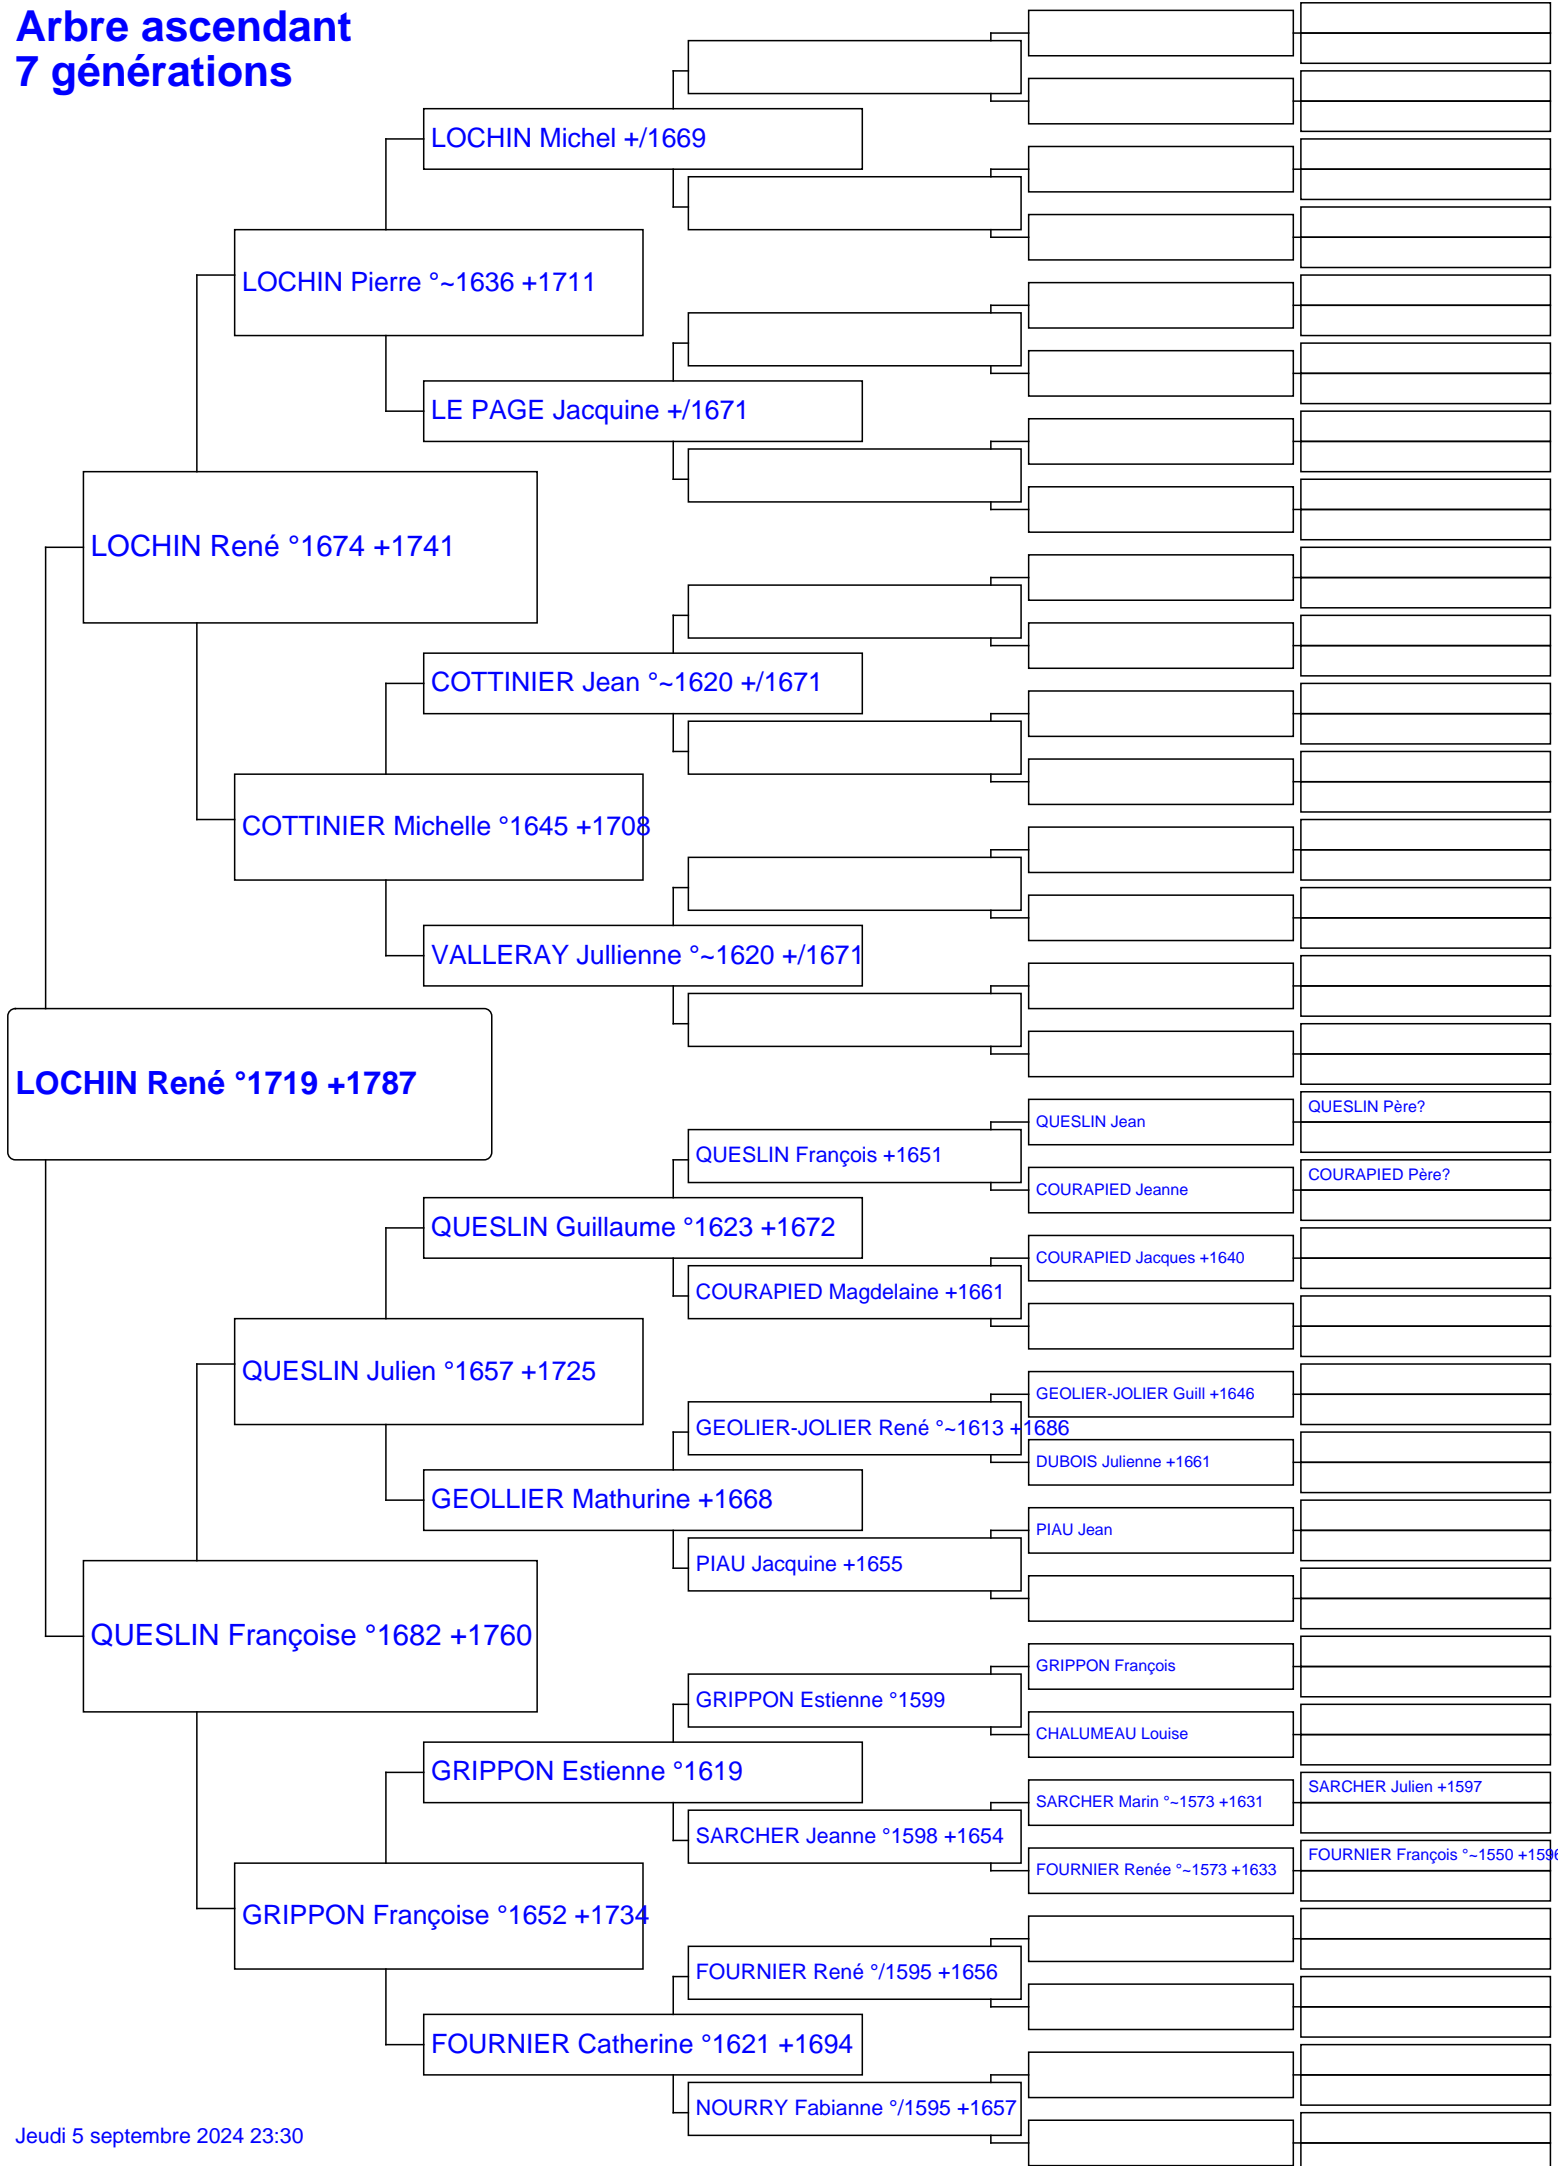 Arbre ascendant
7 générations
LOCHIN Michel +/1669
LOCHIN Pierre °~1636 +1711
LE PAGE Jacquine +/1671
LOCHIN René °1674 +1741
COTTINIER Jean °~1620 +/1671
COTTINIER Michelle °1645 +1708
VALLERAY Jullienne °~1620 +/1671
LOCHIN René °1719 +1787
QUESLIN Père?
QUESLIN Jean
QUESLIN François +1651
COURAPIED Père?
COURAPIED Jeanne
QUESLIN Guillaume °1623 +1672
COURAPIED Jacques +1640
COURAPIED Magdelaine +1661
QUESLIN Julien °1657 +1725
GEOLIER-JOLIER Guill +1646
GEOLIER-JOLIER René °~1613 +1686
DUBOIS Julienne +1661
GEOLLIER Mathurine +1668
PIAU Jean
PIAU Jacquine +1655
QUESLIN Françoise °1682 +1760
GRIPPON François
GRIPPON Estienne °1599
CHALUMEAU Louise
GRIPPON Estienne °1619
SARCHER Julien +1597
SARCHER Marin °~1573 +1631
SARCHER Jeanne °1598 +1654
FOURNIER François °~1550 +1596
FOURNIER Renée °~1573 +1633
GRIPPON Françoise °1652 +1734
FOURNIER René °/1595 +1656
FOURNIER Catherine °1621 +1694
NOURRY Fabianne °/1595 +1657
Jeudi 5 septembre 2024 23:30